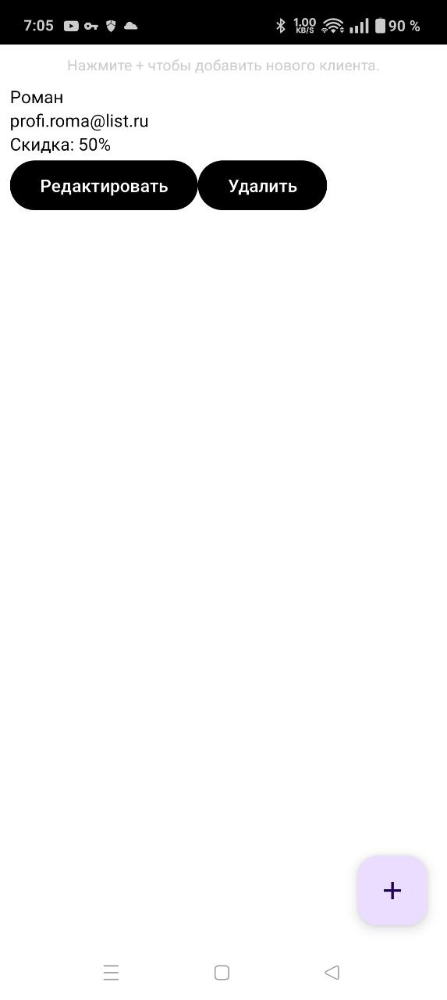 7:05 1.00 KB/S 90 %
Нажмите + чтобы добавить нового клиента.
Роман
profi.roma@list.ru
Скидка: 50%
Редактировать Удалить
+